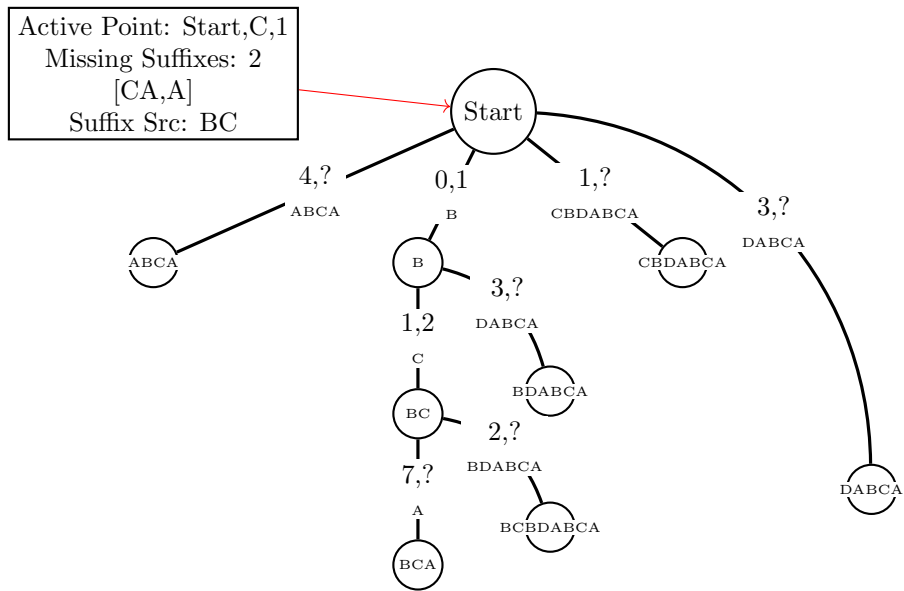 Active Point: Start,C,1
Missing Suffixes: 2
[CA,A]
Suffix Src: BC
Start
4,?
ABCA
0,1
B
1,?
CBDABCA
3,?
DABCA
ABCA
B
CBDABCA
3,?
DABCA
1,2
C
BDABCA
BC
2,?
BDABCA
7,?
A
DABCA
BCBDABCA
BCA